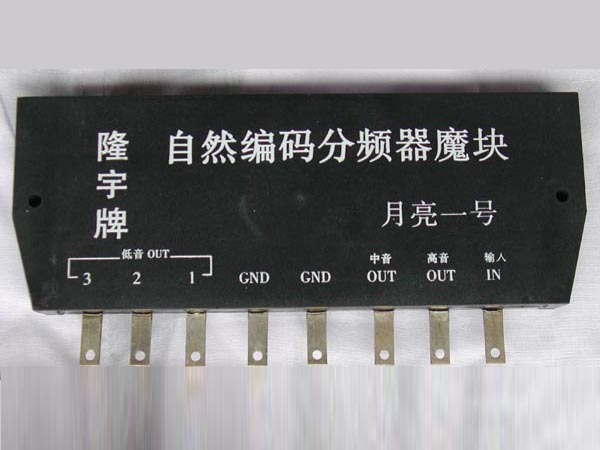 隆宇牌
自然编码分频器魔块
月亮一号
低音 OUT
3 2 1 GND GND
中音 OUT
高音 OUT
输入 IN